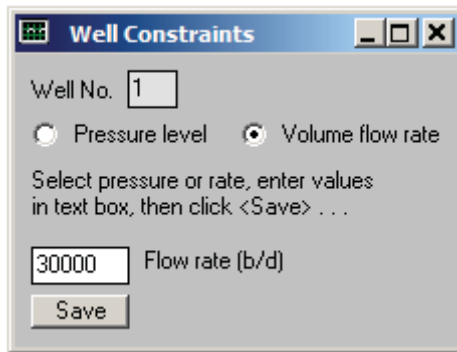 Well Constraints
Well No. 1
Pressure level Volume flow rate
Select pressure or rate, enter values
in text box, then click <Save> . . .
30000 Flow rate (b/d)
Save